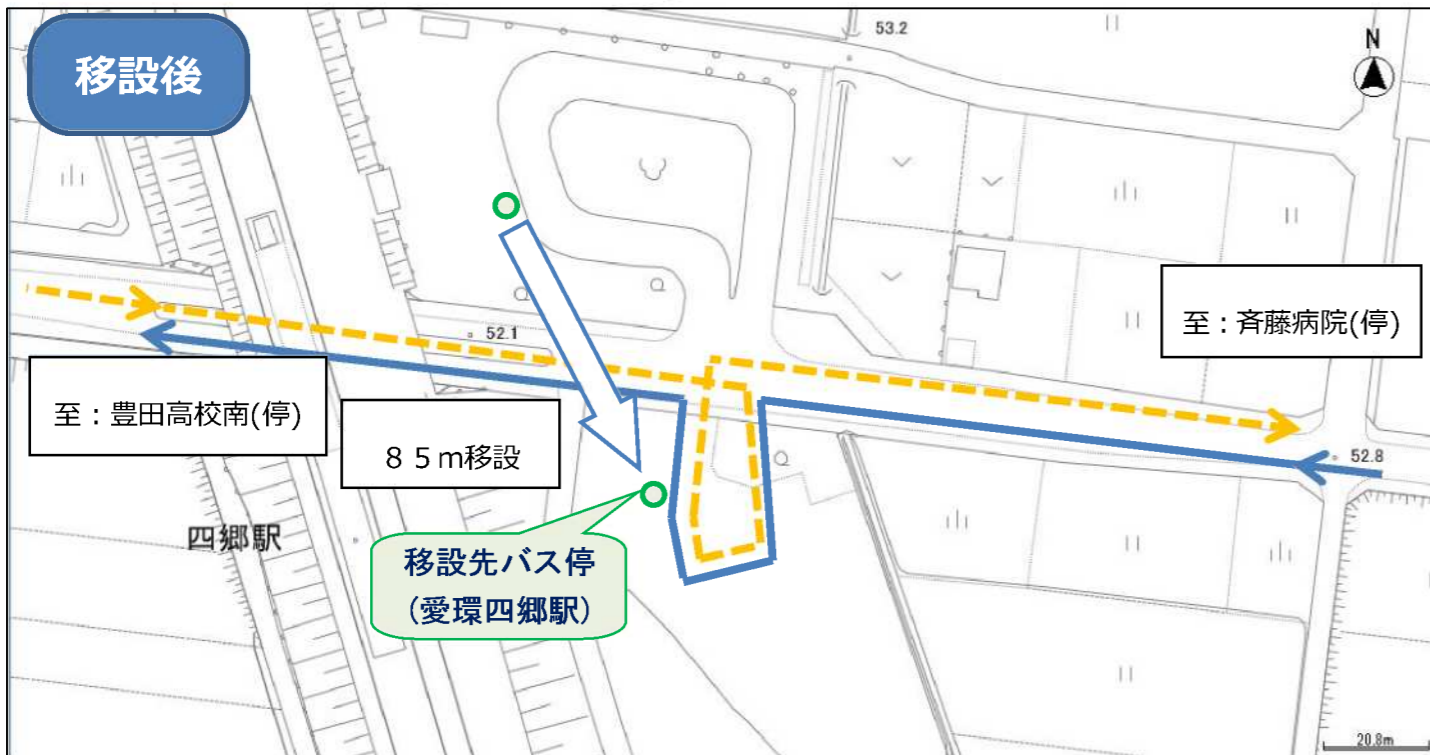 移設後
53.2
N
52.1
至：斉藤病院(停)
至：豊田高校南(停)
８５m移設
52.8
四郷駅
移設先バス停
(愛環四郷駅)
20.8m